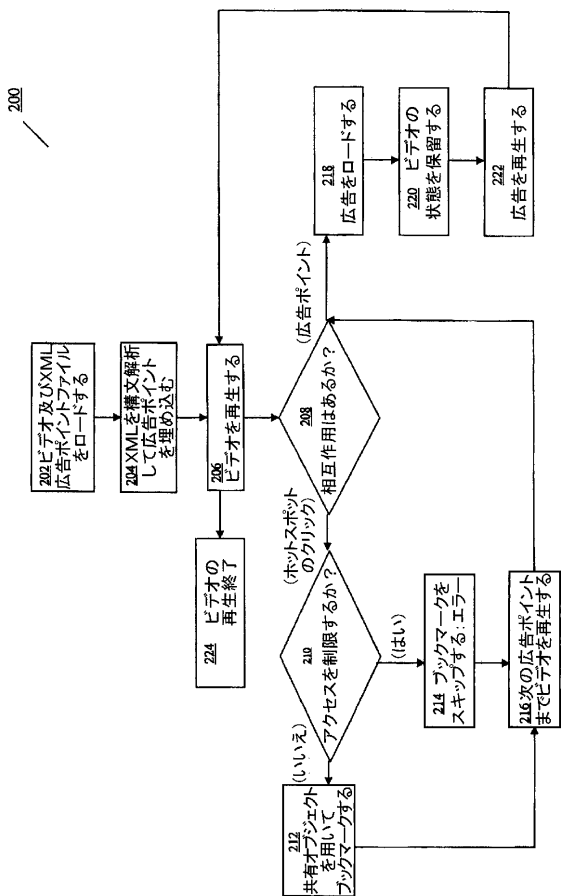 200
202 ビデオ及びXML
広告ポイントファイル
をロードする
204 XMLを構文解析
して広告ポイント
を埋め込む
206
ビデオを再生する
224 ビデオの
再生終了
208
相互作用はあるか?
(広告ポイント)
218
広告をロードする
220 ビデオの
状態を保留する
222
広告を再生する
(ホットスポット
のクリック)
210
アクセスを制限するか?
(いいえ)
(はい)
212
共有オブジェクト
を用いて
ブックマークする
214 ブックマークを
スキップする:エラー
216 次の広告ポイント
までビデオを再生する